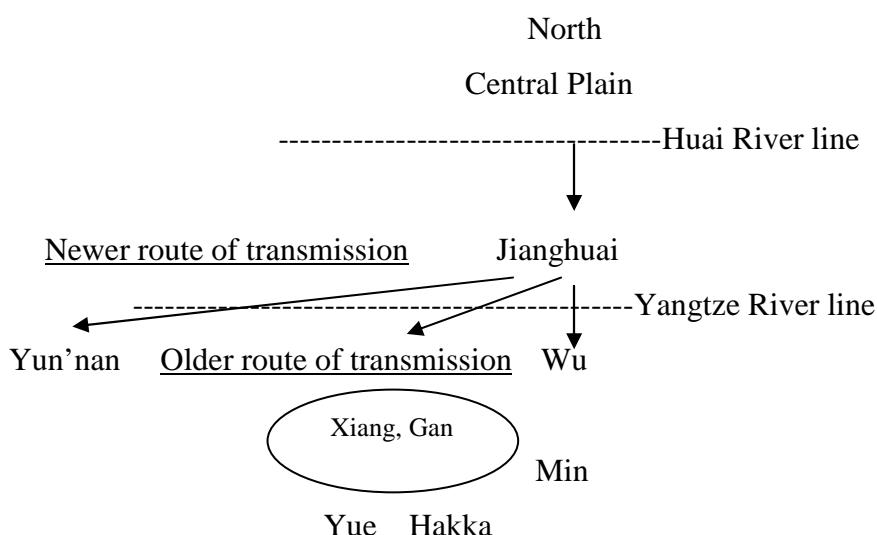 North
Central Plain
Huai River line
Newer route of transmission Jianghuai
Yangtze River line
Yun’nan Older route of transmission Wu
Xiang, Gan
Min
Yue Hakka